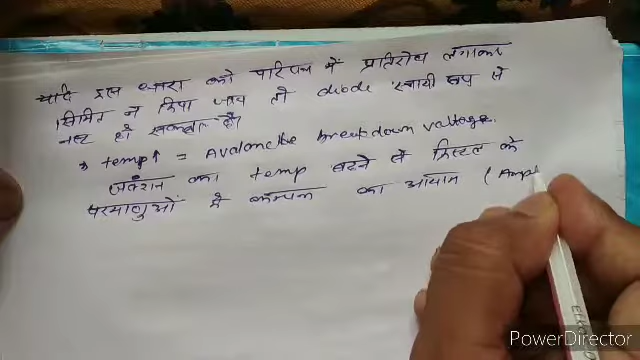 यदि इस धारा को परिपथ में प्रतिरोध लगाकर
सिमित न किया जाय तो diode स्थायी रूप से
नष्ट हो सकता है।
→ temp↑ = Avalanche breakdown voltage.
जंक्शन का temp बढने से क्रिस्टल के
परमाणुओं में कम्पन का आयाम (Ampl
PowerDirector